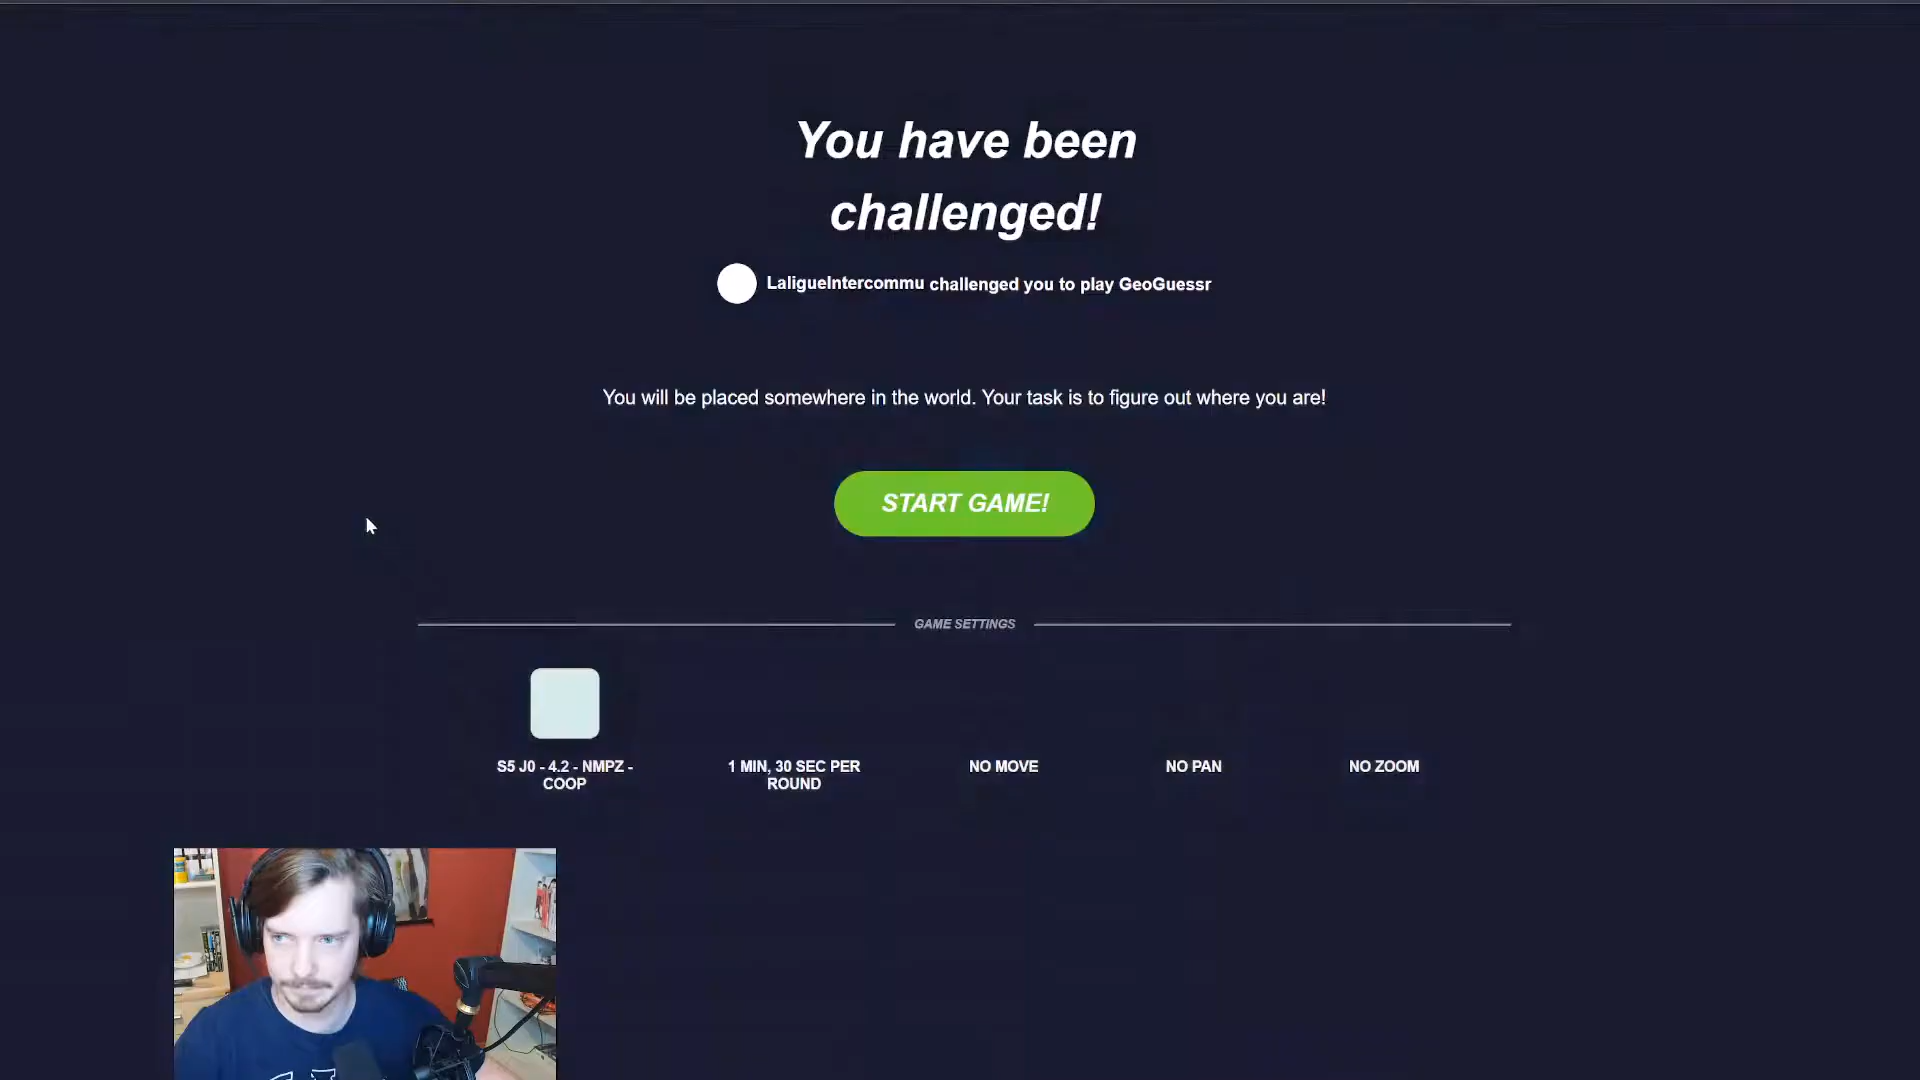 You have been
challenged!
LaligueIntercommu challenged you to play GeoGuessr
You will be placed somewhere in the world. Your task is to figure out where you are!
START GAME!
GAME SETTINGS
S5 J0 - 4.2 - NMPZ -
COOP
1 MIN, 30 SEC PER
ROUND
NO MOVE
NO PAN
NO ZOOM